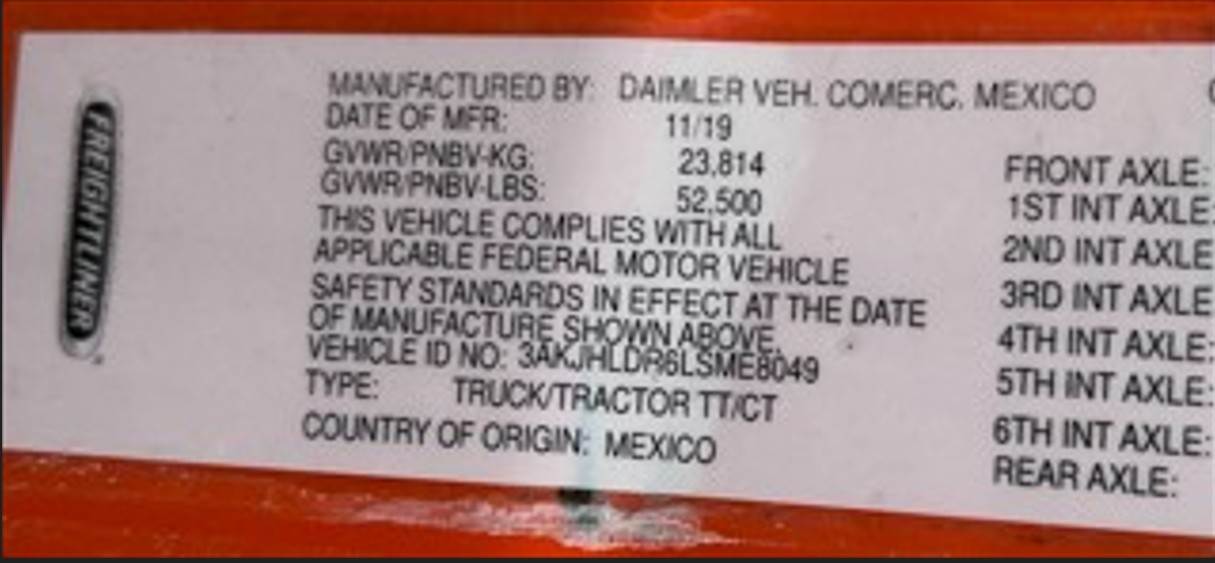 FREIGHTLINER
MANUFACTURED BY: DAIMLER VEH. COMERC. MEXICO
DATE OF MFR: 11/19
GVWR/PNBV-KG: 23,814
GVWR/PNBV-LBS: 52,500
THIS VEHICLE COMPLIES WITH ALL
APPLICABLE FEDERAL MOTOR VEHICLE
SAFETY STANDARDS IN EFFECT AT THE DATE
OF MANUFACTURE SHOWN ABOVE.
VEHICLE ID NO: 3AKJHLDR6LSME8049
TYPE: TRUCK/TRACTOR TT/CT
COUNTRY OF ORIGIN: MEXICO
FRONT AXLE:
1ST INT AXLE:
2ND INT AXLE
3RD INT AXLE
4TH INT AXLE:
5TH INT AXLE:
6TH INT AXLE:
REAR AXLE: